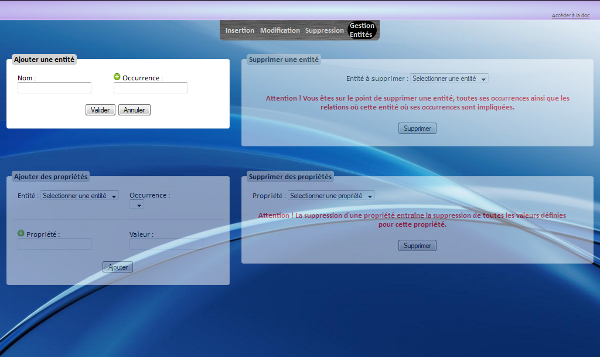 Accéder à la doc
Insertion Modification Suppression Gestion Entités
Ajouter une entité
Nom : Occurrence :
Valider Annuler
Supprimer une entité
Entité à supprimer : Sélectionner une entité
Attention ! Vous êtes sur le point de supprimer une entité, toutes ses occurrences ainsi que les
relations où cette entité où ses occurrences sont impliquées.
Supprimer
Ajouter des propriétés
Entité : Sélectionner une entité Occurrence :
Propriété : Valeur :
Ajouter
Supprimer des propriétés
Propriété : Sélectionner une propriété
Attention ! La suppression d'une propriété entraîne la suppression de toutes les valeurs définies
pour cette propriété.
Supprimer